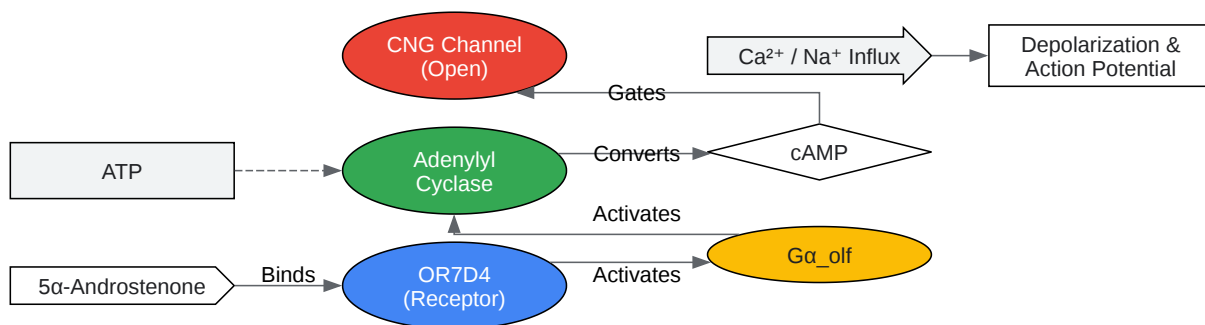 CNG Channel
(Open)
Ca²⁺ / Na⁺ Influx
Depolarization &
Action Potential
Gates
ATP
Adenylyl
Cyclase
Converts
cAMP
Activates
5α-Androstenone
Binds
OR7D4
(Receptor)
Activates
Gα_olf